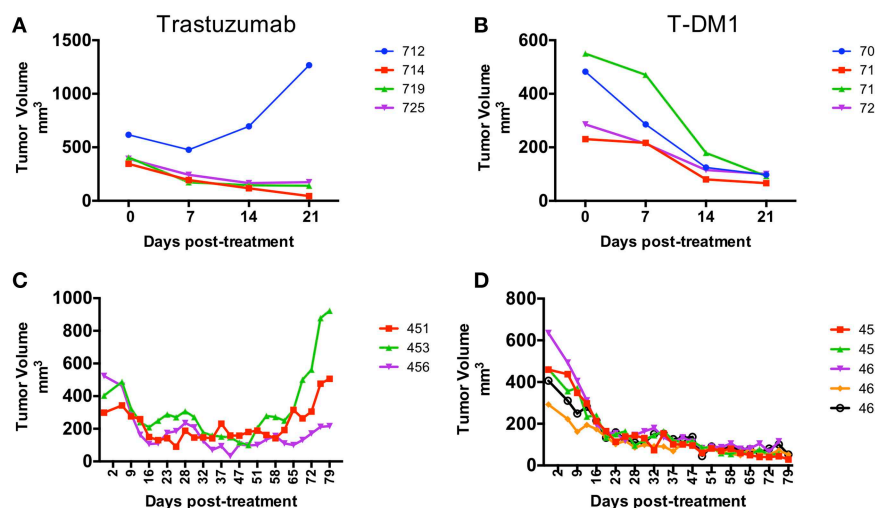 A
Trastuzumab
1500
1000
500
0
Tumor Volume
mm3
0 7 14 21
Days post-treatment
712
714
719
725
B
T-DM1
600
400
200
0
Tumor Volume
mm3
0 7 14 21
Days post-treatment
70
71
71
72
C
1000
800
600
400
200
0
Tumor Volume
mm3
2 9 16 23 28 32 37 47 51 58 65 72 79
Days post-treatment
451
453
456
D
800
600
400
200
0
Tumor Volume
mm3
2 9 16 23 28 32 37 47 51 58 65 72 79
Days post-treatment
45
45
46
46
46